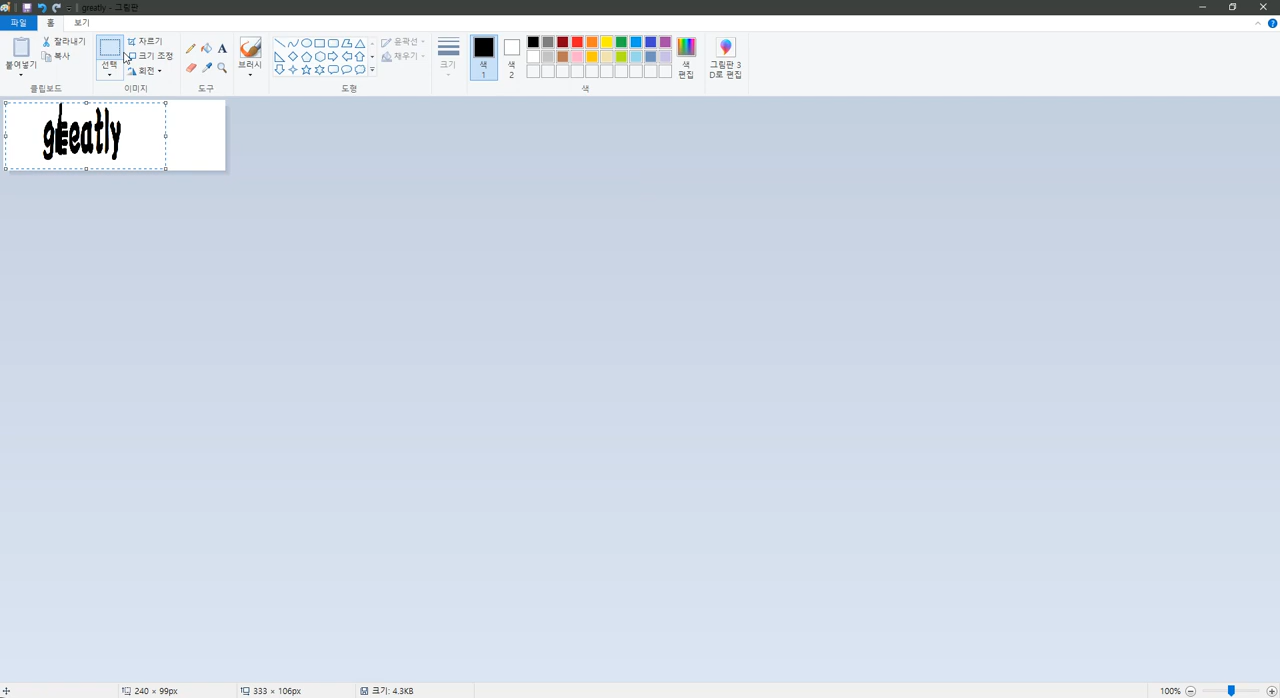 greatly - 그림판
파일 홈 보기
붙여넣기 잘라내기 복사
선택 자르기 크기 조정 회전
A
브러시
윤곽선 채우기
크기
색 1
색 2
색 편집
그림판 3D로 편집
클립보드 이미지 도구 도형 색
greatly
240 × 99px 333 × 106px 크기: 4.3KB 100%